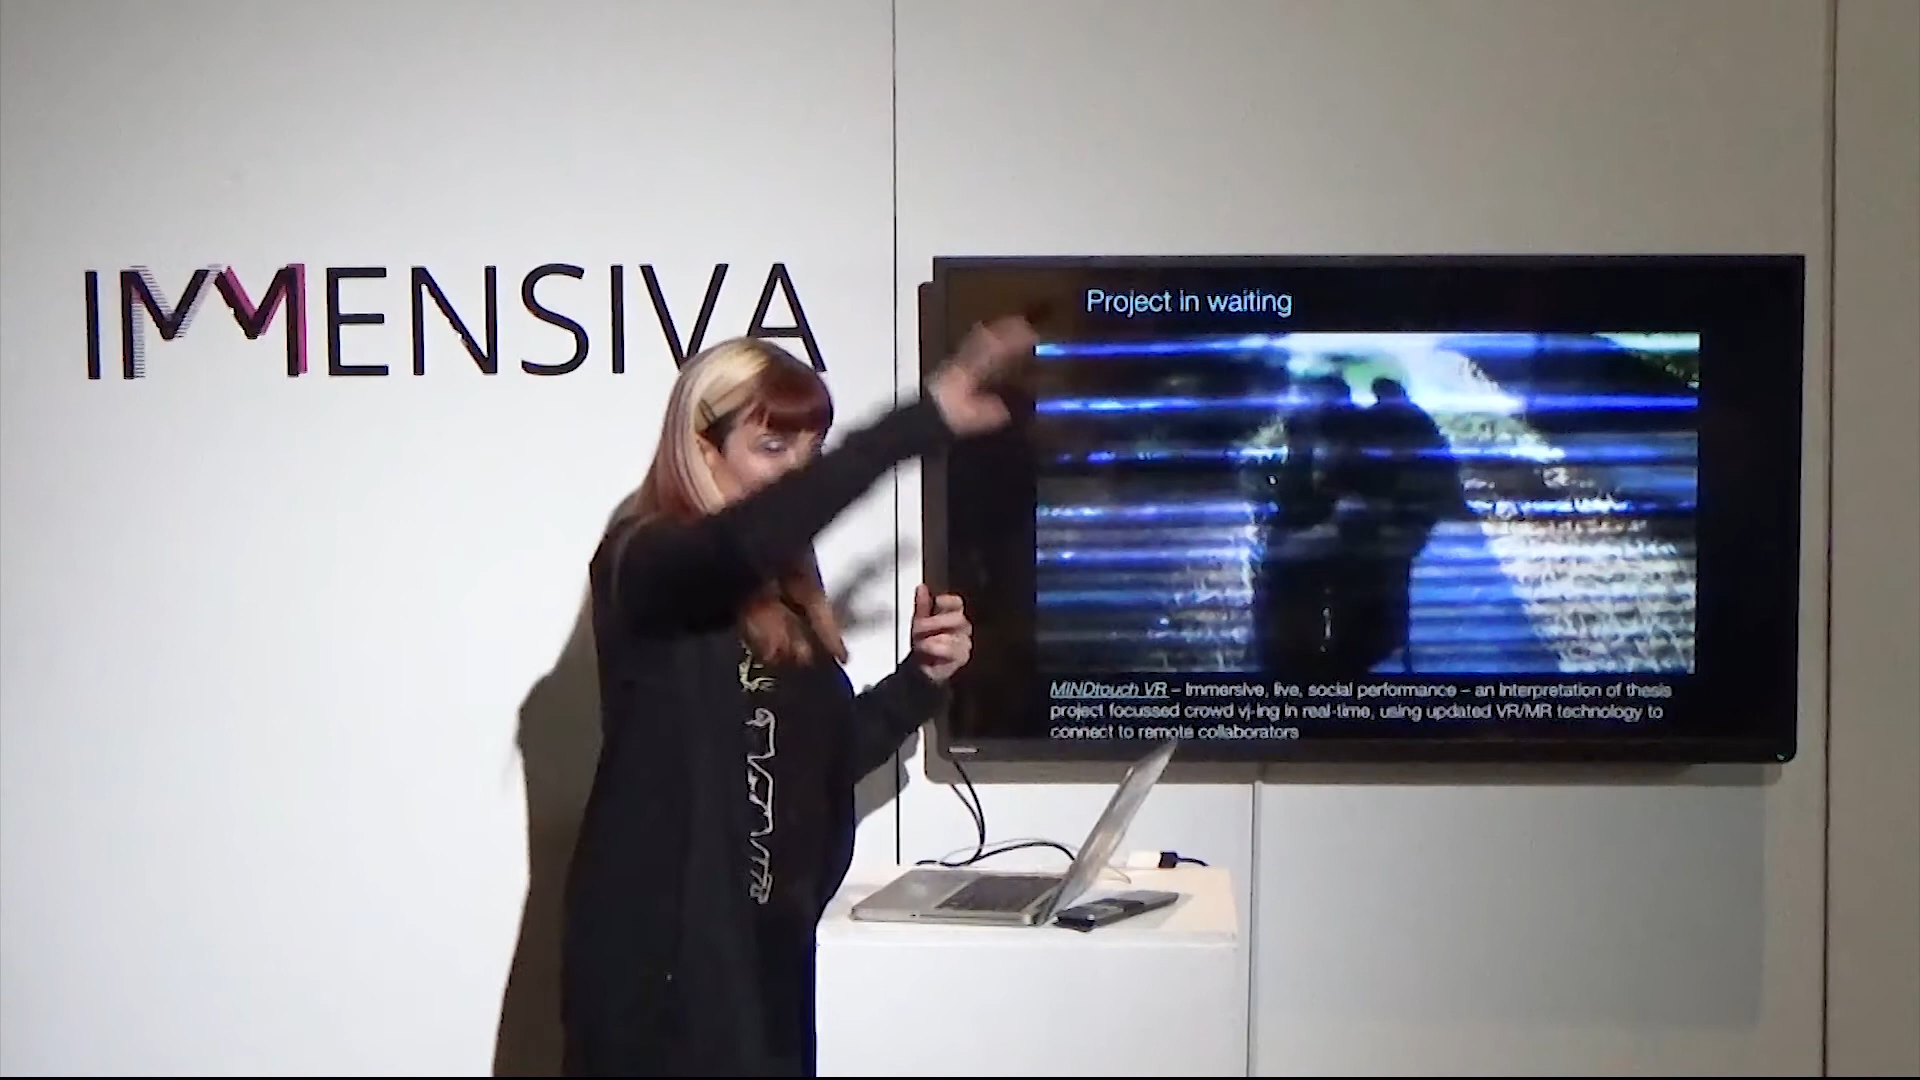 IMMENSIVA
Project in waiting
MINDtouch VR – Immersive, live, social performance – an interpretation of thesis
project focussed crowd vj-ing in real-time, using updated VR/MR technology to
connect to remote collaborators